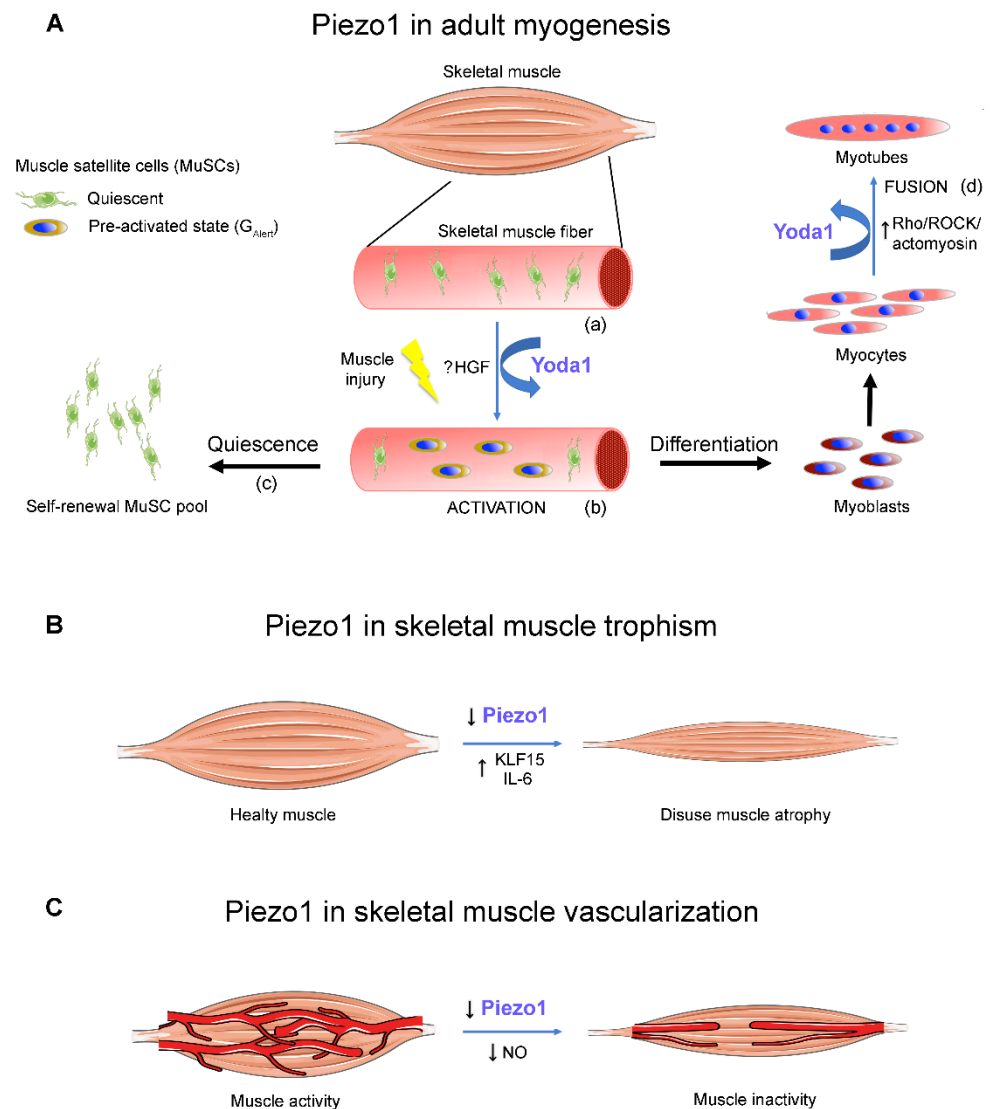 A
Piezo1 in adult myogenesis
Skeletal muscle
Muscle satellite cells (MuSCs)
Quiescent
Pre-activated state (GAlert)
Skeletal muscle fiber
(a)
Muscle
injury
?HGF
Yoda1
Quiescence
(c)
Self-renewal MuSC pool
ACTIVATION
(b)
Differentiation
Myoblasts
Myocytes
Yoda1
FUSION (d)
↑Rho/ROCK/
actomyosin
Myotubes
B
Piezo1 in skeletal muscle trophism
↓ Piezo1
↑ KLF15
IL-6
Healty muscle
Disuse muscle atrophy
C
Piezo1 in skeletal muscle vascularization
↓ Piezo1
↓ NO
Muscle activity
Muscle inactivity